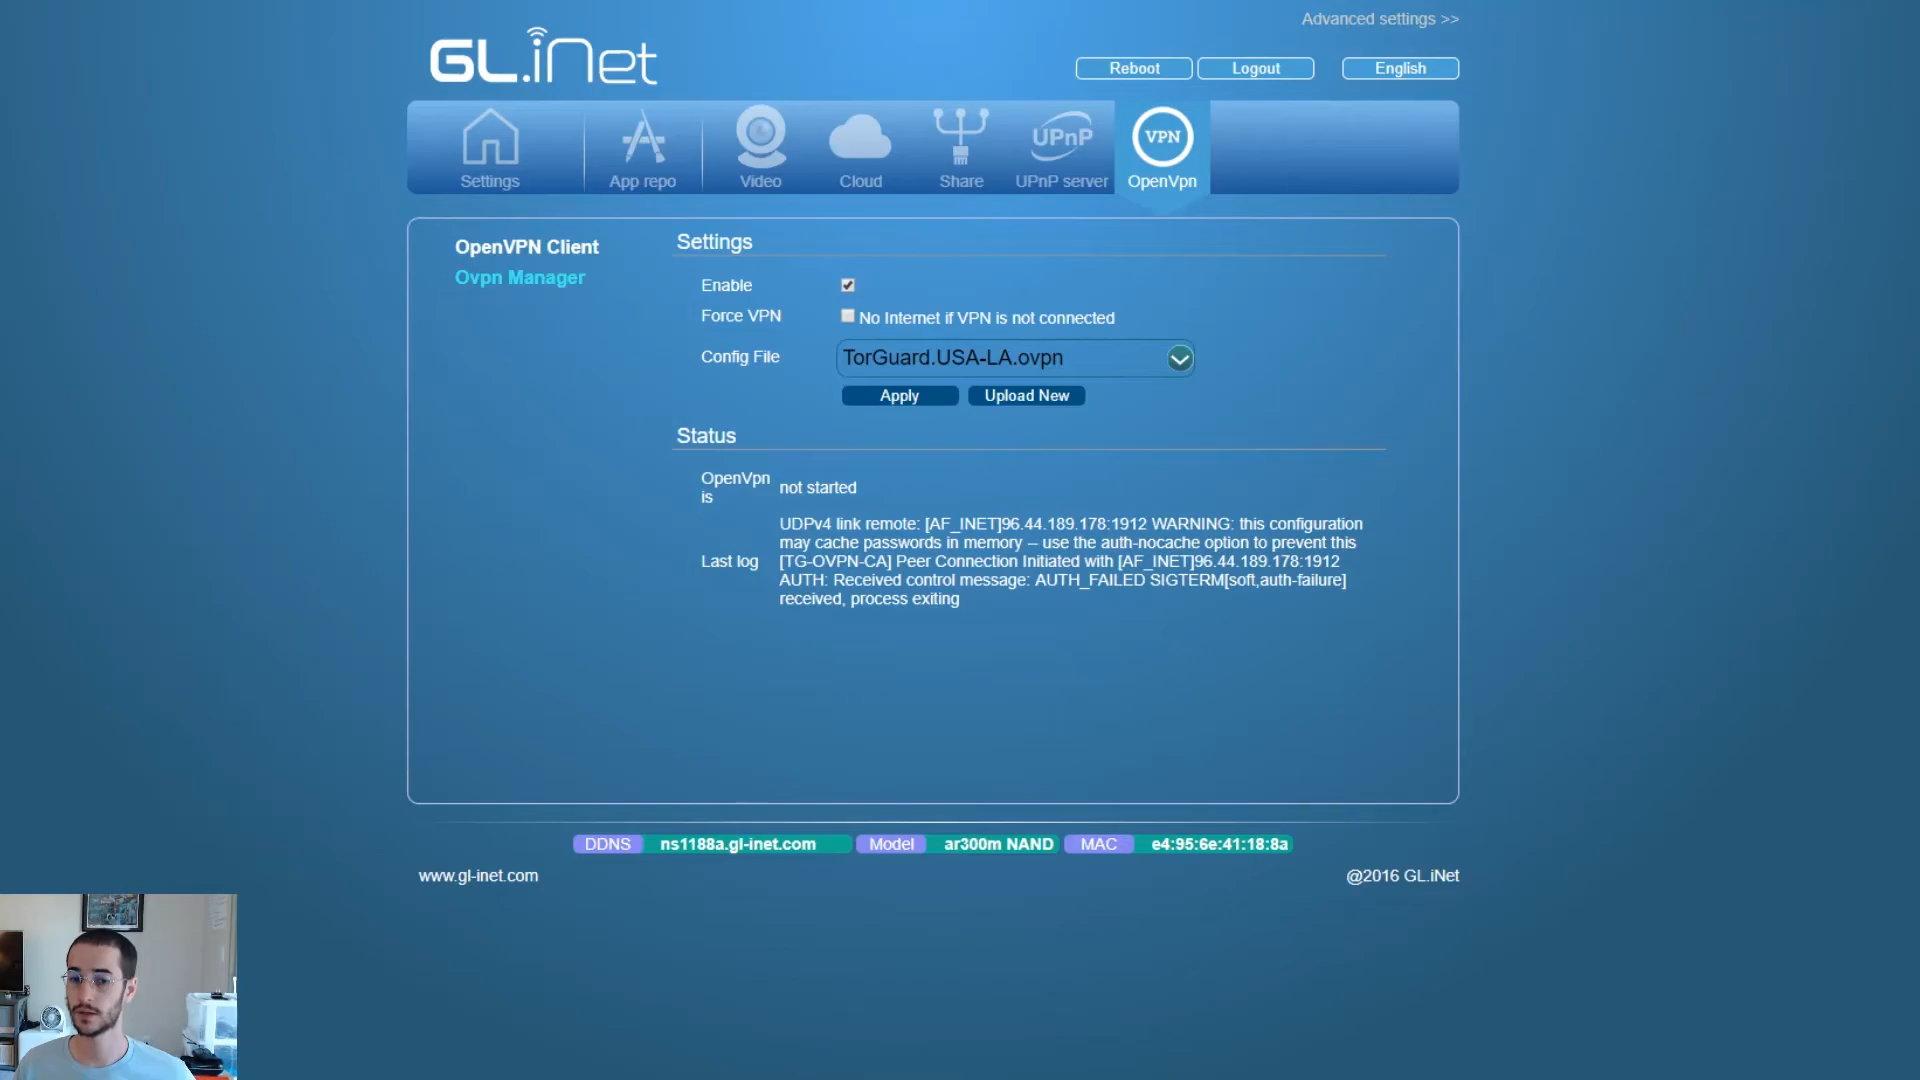 Advanced settings >>
GL.iNet
Reboot
Logout
English
Settings
App repo
Video
Cloud
Share
UPnP
UPnP server
VPN
OpenVpn
OpenVPN Client
Ovpn Manager
Settings
Enable
Force VPN
No Internet if VPN is not connected
Config File
TorGuard.USA-LA.ovpn
Apply
Upload New
Status
OpenVpn
is
not started
Last log
UDPv4 link remote: [AF_INET]96.44.189.178:1912 WARNING: this configuration
may cache passwords in memory -- use the auth-nocache option to prevent this
[TG-OVPN-CA] Peer Connection Initiated with [AF_INET]96.44.189.178:1912
AUTH: Received control message: AUTH_FAILED SIGTERM[soft,auth-failure]
received, process exiting
DDNS ns1188a.gl-inet.com Model ar300m NAND MAC e4:95:6e:41:18:8a
www.gl-inet.com
@2016 GL.iNet